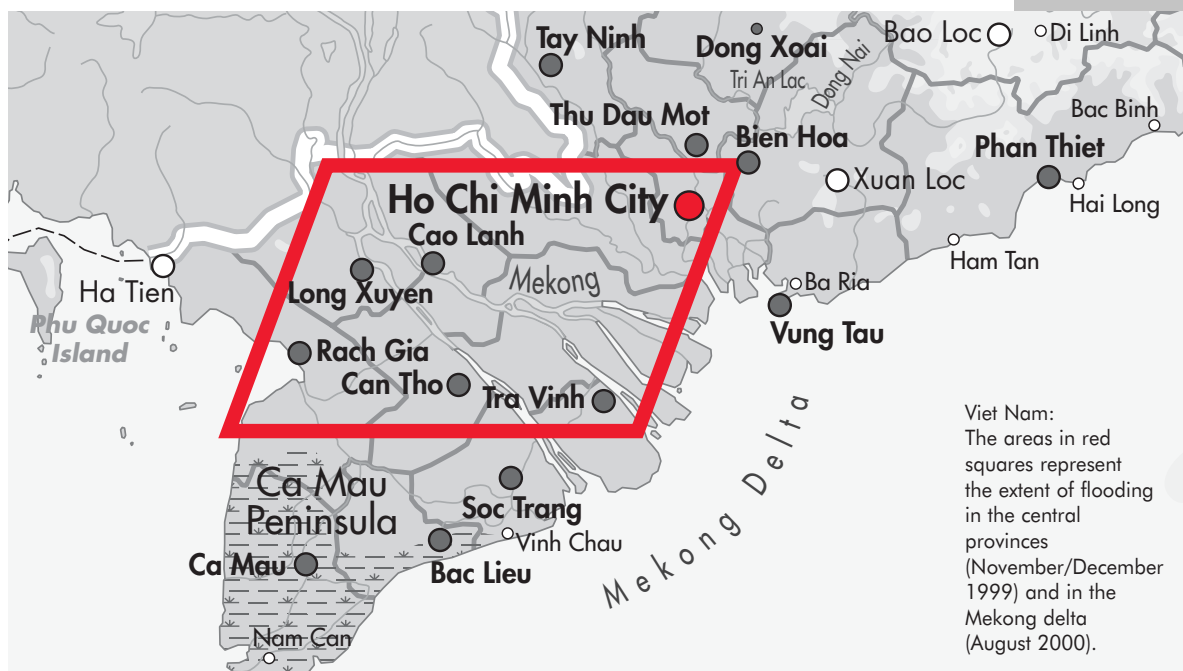 Tay Ninh
Dong Xoai
Tri An Lac
Dong Nai
Bao Loc
Di Linh
Bac Binh
Thu Dau Mot
Bien Hoa
Phan Thiet
Xuan Loc
Hai Long
Ho Chi Minh City
Cao Lanh
Ham Tan
Ha Tien
Long Xuyen
Mekong
Ba Ria
Phu Quoc
Island
Vung Tau
Rach Gia
Can Tho
Tra Vinh
Mekong Delta
Ca Mau
Peninsula
Soc Trang
Vinh Chau
Ca Mau
Bac Lieu
Nam Can
Viet Nam:
The areas in red
squares represent
the extent of flooding
in the central
provinces
(November/December
1999) and in the
Mekong delta
(August 2000).